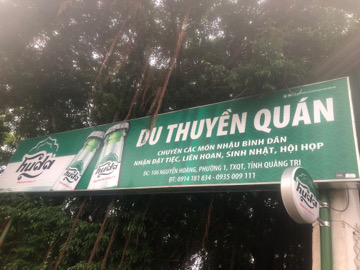 Huda
DU THUYỀN QUÁN
CHUYÊN CÁC MÓN NHẬU BÌNH DÂN
NHẬN ĐẶT TIỆC, LIÊN HOAN, SINH NHẬT, HỘI HỌP
ĐC: 106 NGUYỄN HOÀNG, PHƯỜNG 1, TXQT, TỈNH QUẢNG TRỊ
ĐT: 0914 181 634 - 0935 009 111
Huda